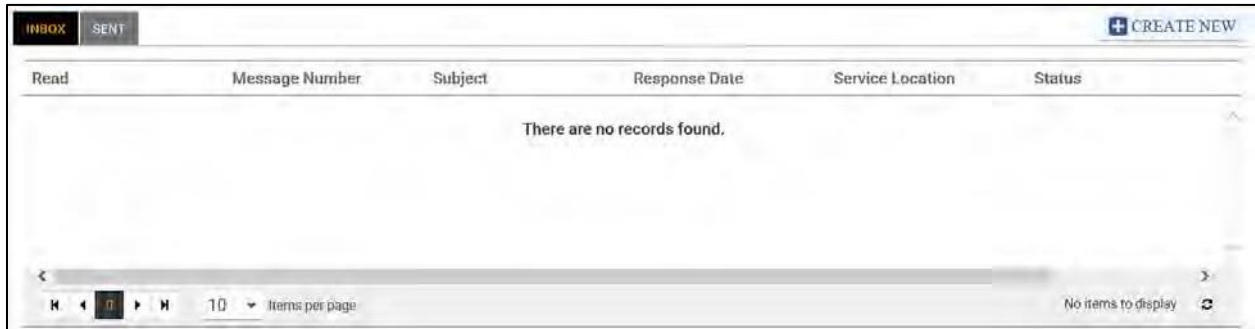 INBOX SENT CREATE NEW
Read Message Number Subject Response Date Service Location Status
There are no records found.
0 10 Items per page No items to display